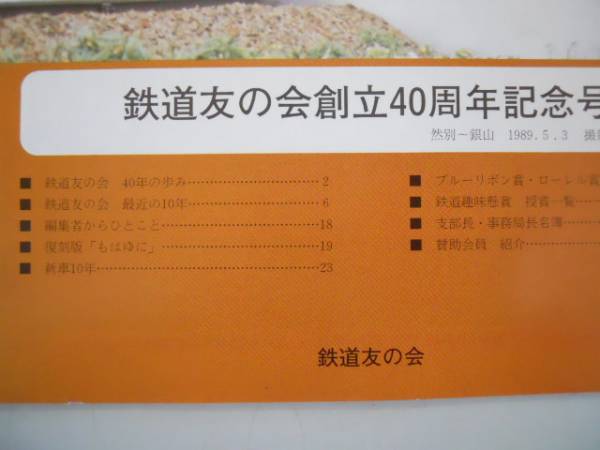 鉄道友の会創立40周年記念号
然別～銀山 1989.5.3 撮
■ 鉄道友の会 40年の歩み……………………2
■ 鉄道友の会 最近の10年……………………6
■ 編集者からひとこと……………………18
■ 復刻版「もはゆに」……………………19
■ 新車10年……………………23
■ ブルーリボン賞・ローレル賞
■ 鉄道趣味懸賞 授賞一覧……
■ 支部長・事務局長名簿……
■ 賛助会員 紹介……
鉄道友の会